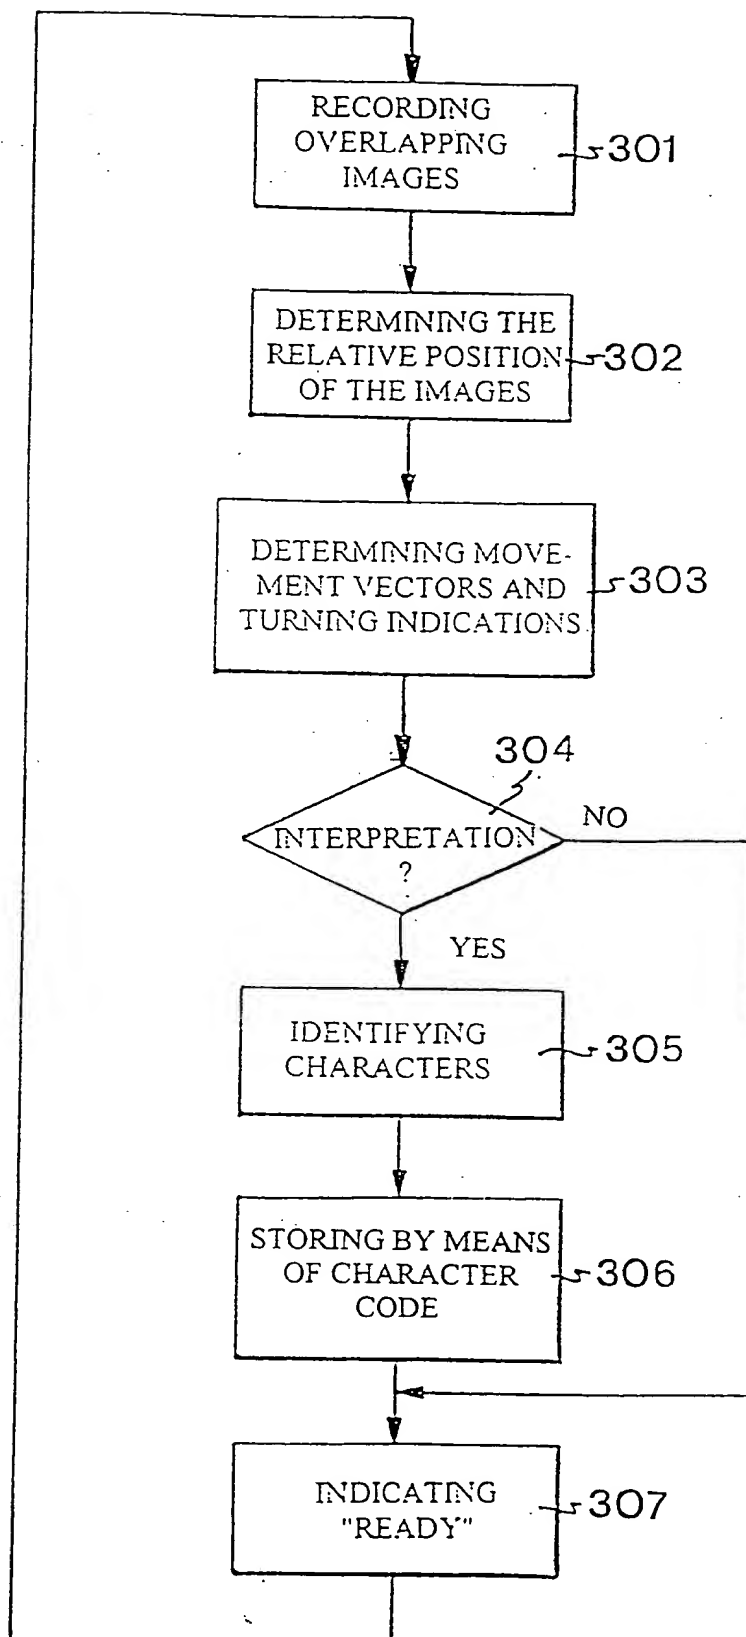 RECORDING
OVERLAPPING
IMAGES
301
DETERMINING THE
RELATIVE POSITION
OF THE IMAGES
302
DETERMINING MOVE-
MENT VECTORS AND
TURNING INDICATIONS
303
304
INTERPRETATION
?
NO
YES
IDENTIFYING
CHARACTERS
305
STORING BY MEANS
OF CHARACTER
CODE
306
INDICATING
"READY"
307